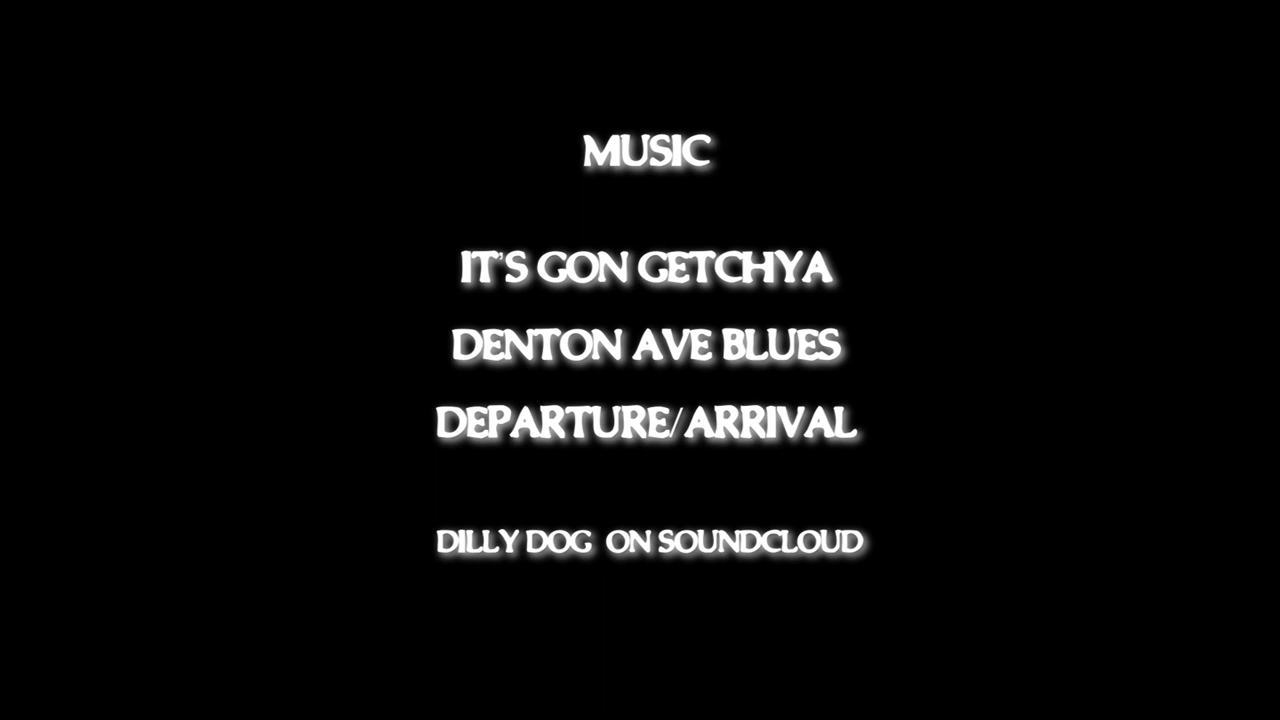 MUSIC
IT'S GON GETCHYA
DENTON AVE BLUES
DEPARTURE/ARRIVAL
DILLY DOG ON SOUNDCLOUD